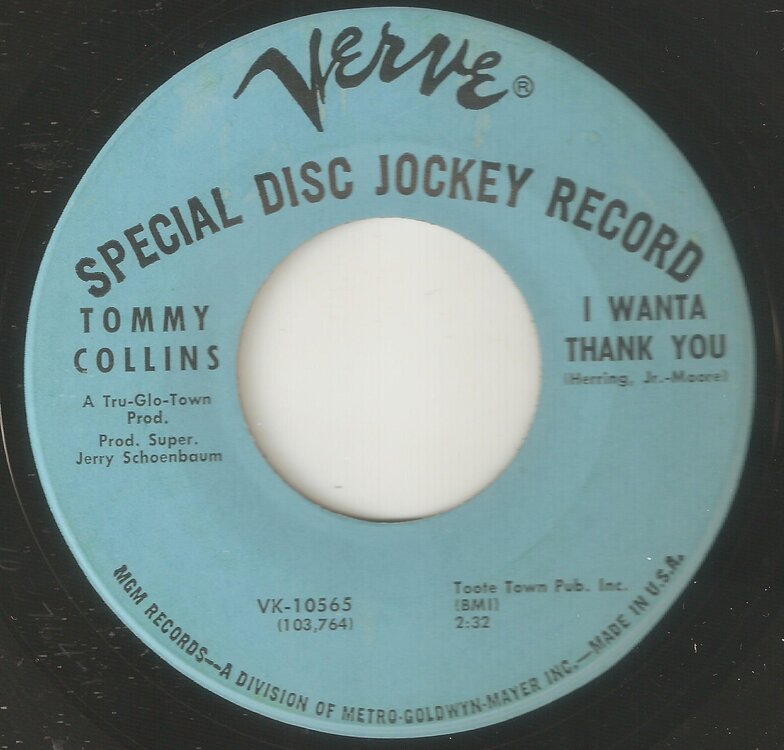 VERVE ®
SPECIAL DISC JOCKEY RECORD
TOMMY
COLLINS
A Tru-Glo-Town
Prod.
Prod. Super.
Jerry Schoenbaum
I WANTA
THANK YOU
(Herring, Jr.-Moore)
VK-10565
(103,764)
Toote Town Pub. Inc.
(BMI)
2:32
MGM RECORDS—A DIVISION OF METRO-GOLDWYN-MAYER INC.—MADE IN U.S.A.